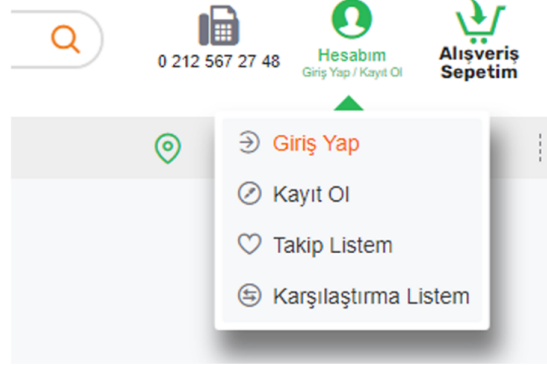 0 212 567 27 48
Hesabım
Giriş Yap / Kayıt Ol
Alışveriş
Sepetim
Giriş Yap
Kayıt Ol
Takip Listem
Karşılaştırma Listem